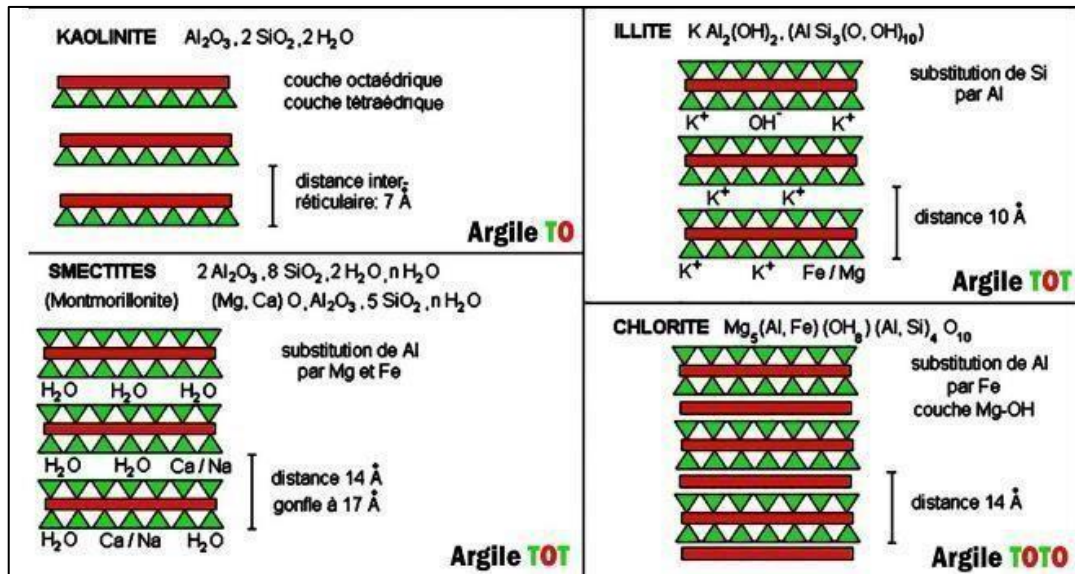 KAOLINITE Al₂O₃, 2 SiO₂, 2 H₂O
couche octaédrique
couche tétraédrique
distance inter-
réticulaire: 7 Å
Argile TO
SMECTITES 2 Al₂O₃, 8 SiO₂, 2 H₂O, n H₂O
(Montmorillonite) (Mg, Ca) O, Al₂O₃, 5 SiO₂, n H₂O
substitution de Al
par Mg et Fe
H₂O H₂O H₂O
H₂O H₂O Ca / Na
distance 14 Å
gonfle à 17 Å
H₂O Ca / Na H₂O
Argile TOT
ILLITE K Al₂(OH)₂, (Al Si₃(O, OH)₁₀)
substitution de Si
par Al
K⁺ OH⁻ K⁺
K⁺ K⁺
distance 10 Å
K⁺ K⁺ Fe / Mg
Argile TOT
CHLORITE Mg₅(Al, Fe) (OH₈) (Al, Si)₄ O₁₀
substitution de Al
par Fe
couche Mg-OH
distance 14 Å
Argile TOTO